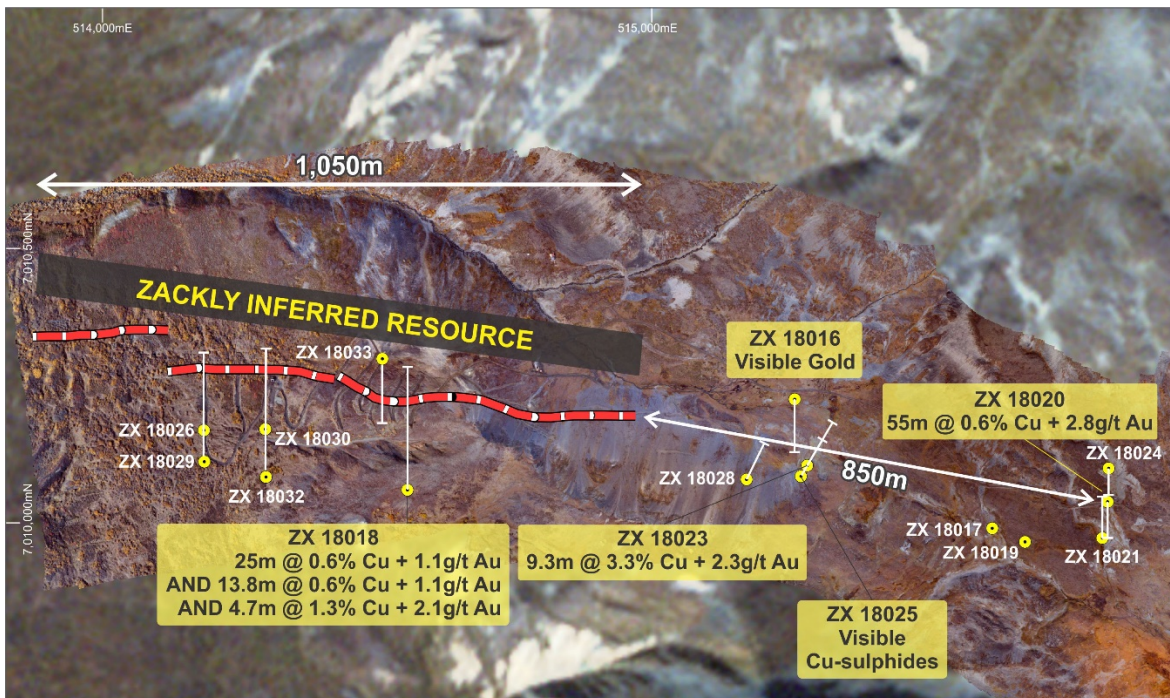 514,000mE
515,000mE
1,050m
7,010,500mN
ZACKLY INFERRED RESOURCE
ZX 18033
ZX 18016
Visible Gold
ZX 18020
55m @ 0.6% Cu + 2.8g/t Au
ZX 18026
ZX 18030
ZX 18029
ZX 18032
ZX 18028
850m
ZX 18024
7,010,000mN
ZX 18017
ZX 18019
ZX 18021
ZX 18018
25m @ 0.6% Cu + 1.1g/t Au
AND 13.8m @ 0.6% Cu + 1.1g/t Au
AND 4.7m @ 1.3% Cu + 2.1g/t Au
ZX 18023
9.3m @ 3.3% Cu + 2.3g/t Au
ZX 18025
Visible
Cu-sulphides